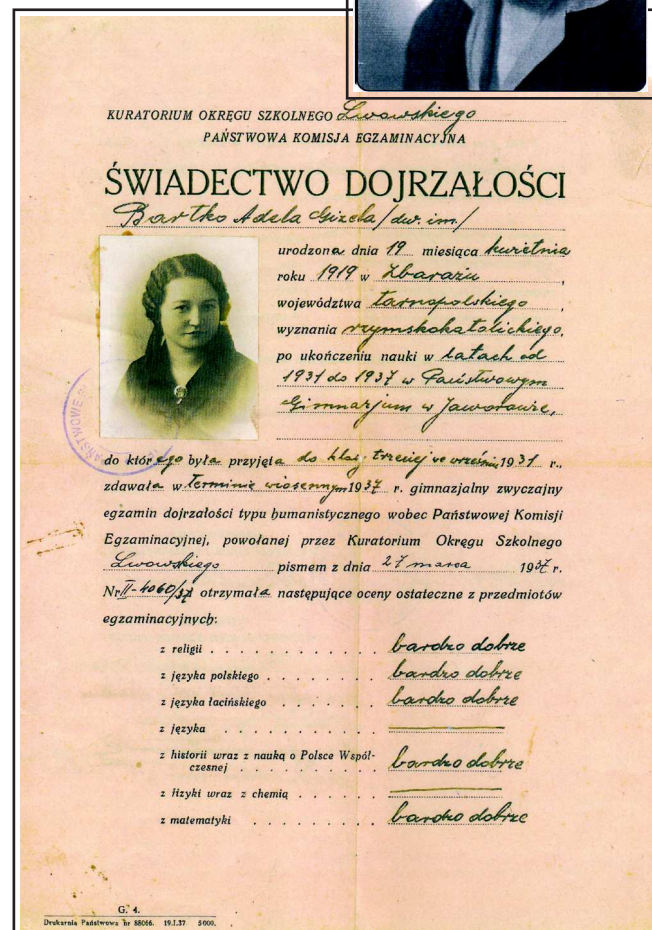 KURATORIUM OKRĘGU SZKOLNEGO Lwowskiego
PAŃSTWOWA KOMISJA EGZAMINACYJNA
ŚWIADECTWO DOJRZAŁOŚCI
Bartko Adela Gizela /dw. im./
urodzona dnia 19 miesiąca kwietnia
roku 1919 w Zbarażu,
województwa tarnopolskiego,
wyznania rzymskokatolickiego,
po ukończeniu nauki w latach od
1931 do 1937 w Państwowym
Gimnazjum w Jaworowie,
do którego była przyjęta do klasy trzeciej we wrześniu 1931 r.,
zdawała w terminie wiosennym 1937 r. gimnazjalny zwyczajny
egzamin dojrzałości typu humanistycznego wobec Państwowej Komisji
Egzaminacyjnej, powołanej przez Kuratorium Okręgu Szkolnego
Lwowskiego pismem z dnia 27 marca 1937 r.
Nr II-4060/37 otrzymała następujące oceny ostateczne z przedmiotów
egzaminacyjnych:
z religii . . . . . . . . . . . . bardzo dobrze
z języka polskiego . . . . . . . . bardzo dobrze
z języka łacińskiego . . . . . . . bardzo dobrze
z języka . . . . . . . . . . . .
z historii wraz z nauką o Polsce Współ-
czesnej . . . . . . . . . . bardzo dobrze
z fizyki wraz z chemią . . . . . .
z matematyki . . . . . . . . . bardzo dobrze
G. 4.
Drukarnia Państwowa nr 88066. 19.I.37 5000.